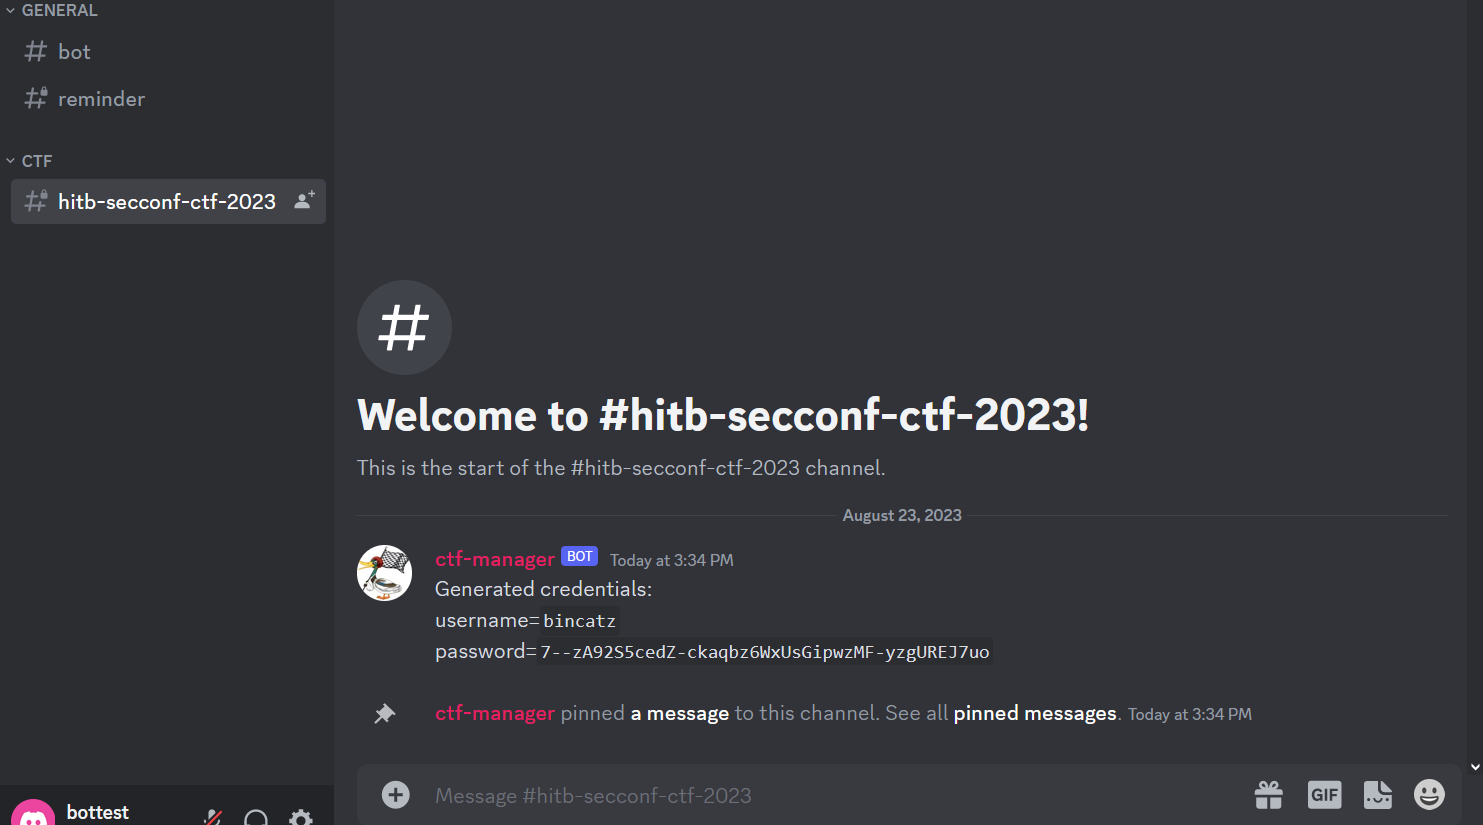 GENERAL
bot
reminder
CTF
hitb-secconf-ctf-2023
Welcome to #hitb-secconf-ctf-2023!
This is the start of the #hitb-secconf-ctf-2023 channel.
August 23, 2023
ctf-manager BOT Today at 3:34 PM
Generated credentials:
username=bincatz
password=7--zA92S5cedZ-ckaqbz6WxUsGipwzMF-yzgUREJ7uo
ctf-manager pinned a message to this channel. See all pinned messages. Today at 3:34 PM
Message #hitb-secconf-ctf-2023
GIF
bottest